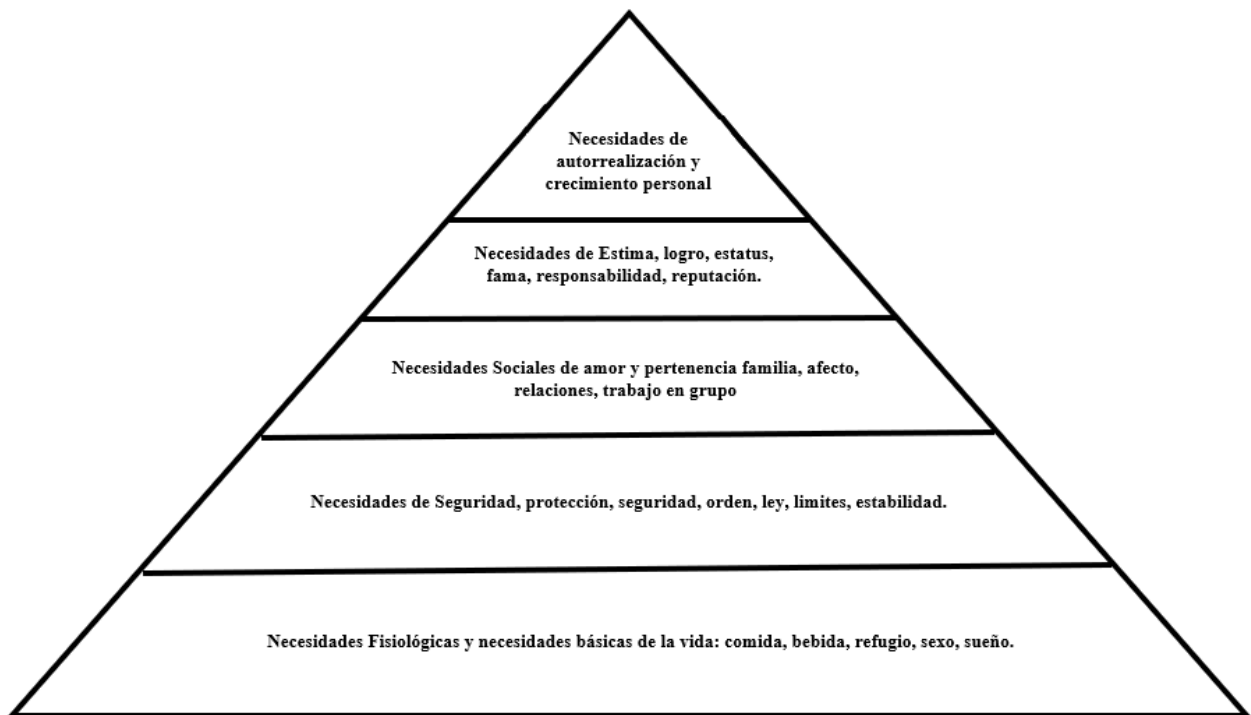 Necesidades de
autorrealización y
crecimiento personal
Necesidades de Estima, logro, estatus,
fama, responsabilidad, reputación.
Necesidades Sociales de amor y pertenencia familia, afecto,
relaciones, trabajo en grupo
Necesidades de Seguridad, protección, seguridad, orden, ley, limites, estabilidad.
Necesidades Fisiológicas y necesidades básicas de la vida: comida, bebida, refugio, sexo, sueño.